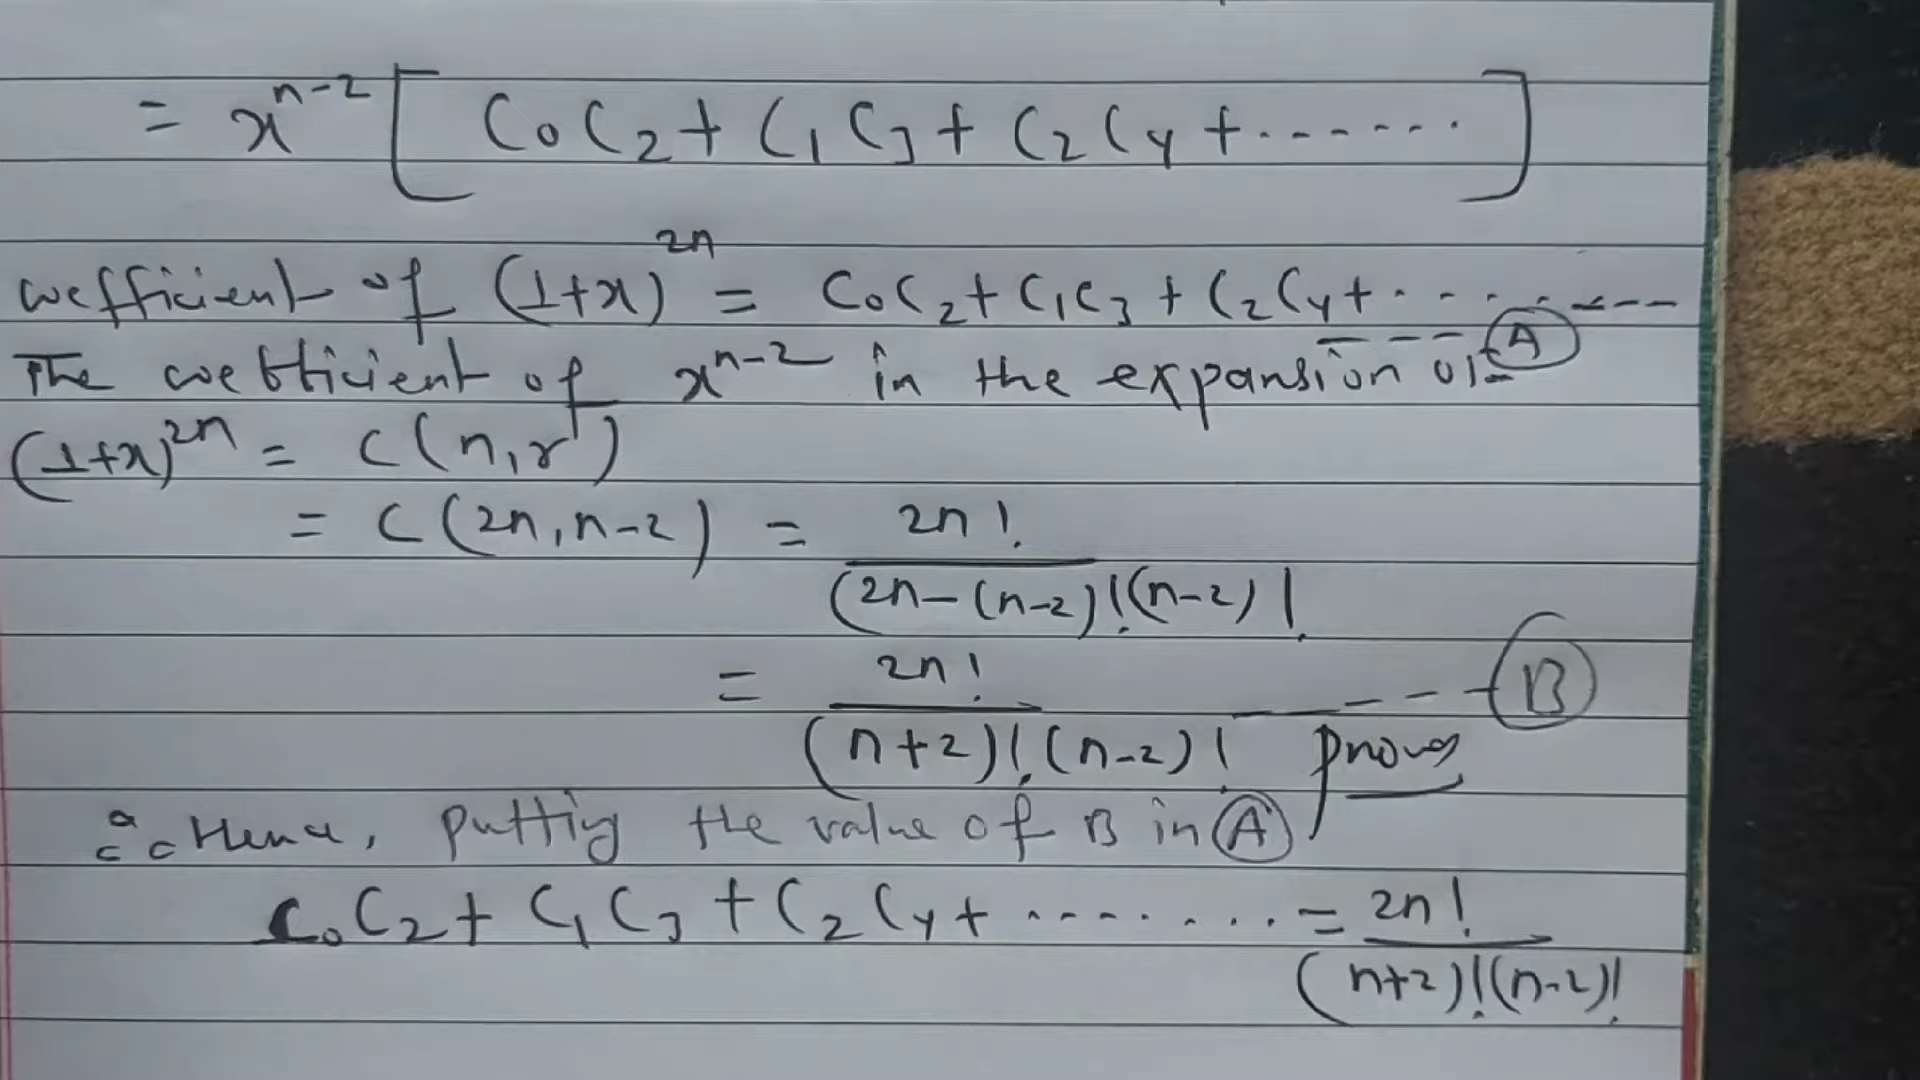 = x^{n-2} [ C₀C₂ + C₁C₃ + C₂C₄ + ....... ]
coefficient of (1+x)^{2n} = C₀C₂ + C₁C₃ + C₂C₄ + ..... --- (A)
The coefficient of x^{n-2} in the expansion of
(1+x)^{2n} = C(n,r)
= C(2n, n-2) = 2n! / (2n-(n-2)!(n-2)!
= 2n! / (n+2)!(n-2)! ---- (B)
proved
∴ Hence, putting the value of B in (A)
C₀C₂ + C₁C₃ + C₂C₄ + ........ = 2n! / (n+2)!(n-2)!